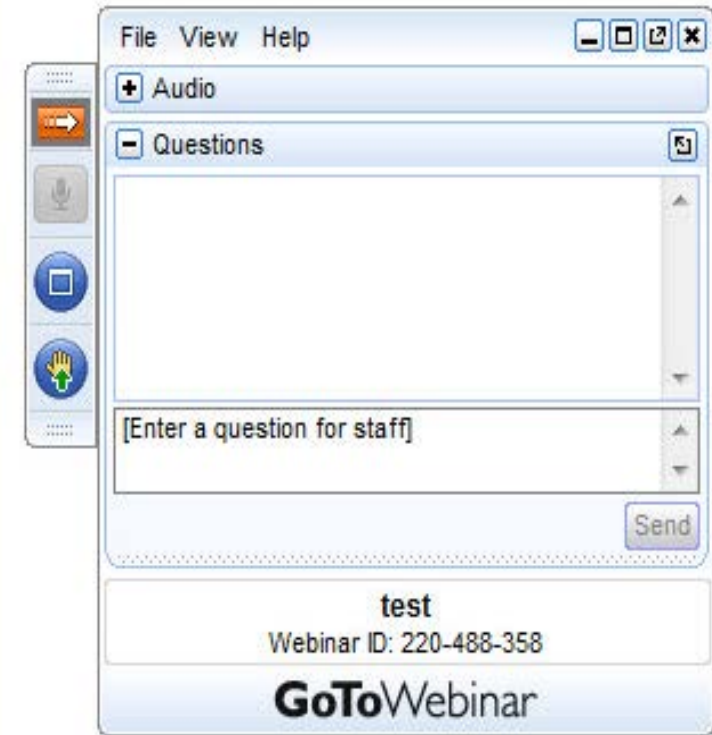 File View Help
Audio
Questions
[Enter a question for staff]
Send
test
Webinar ID: 220-488-358
GoToWebinar